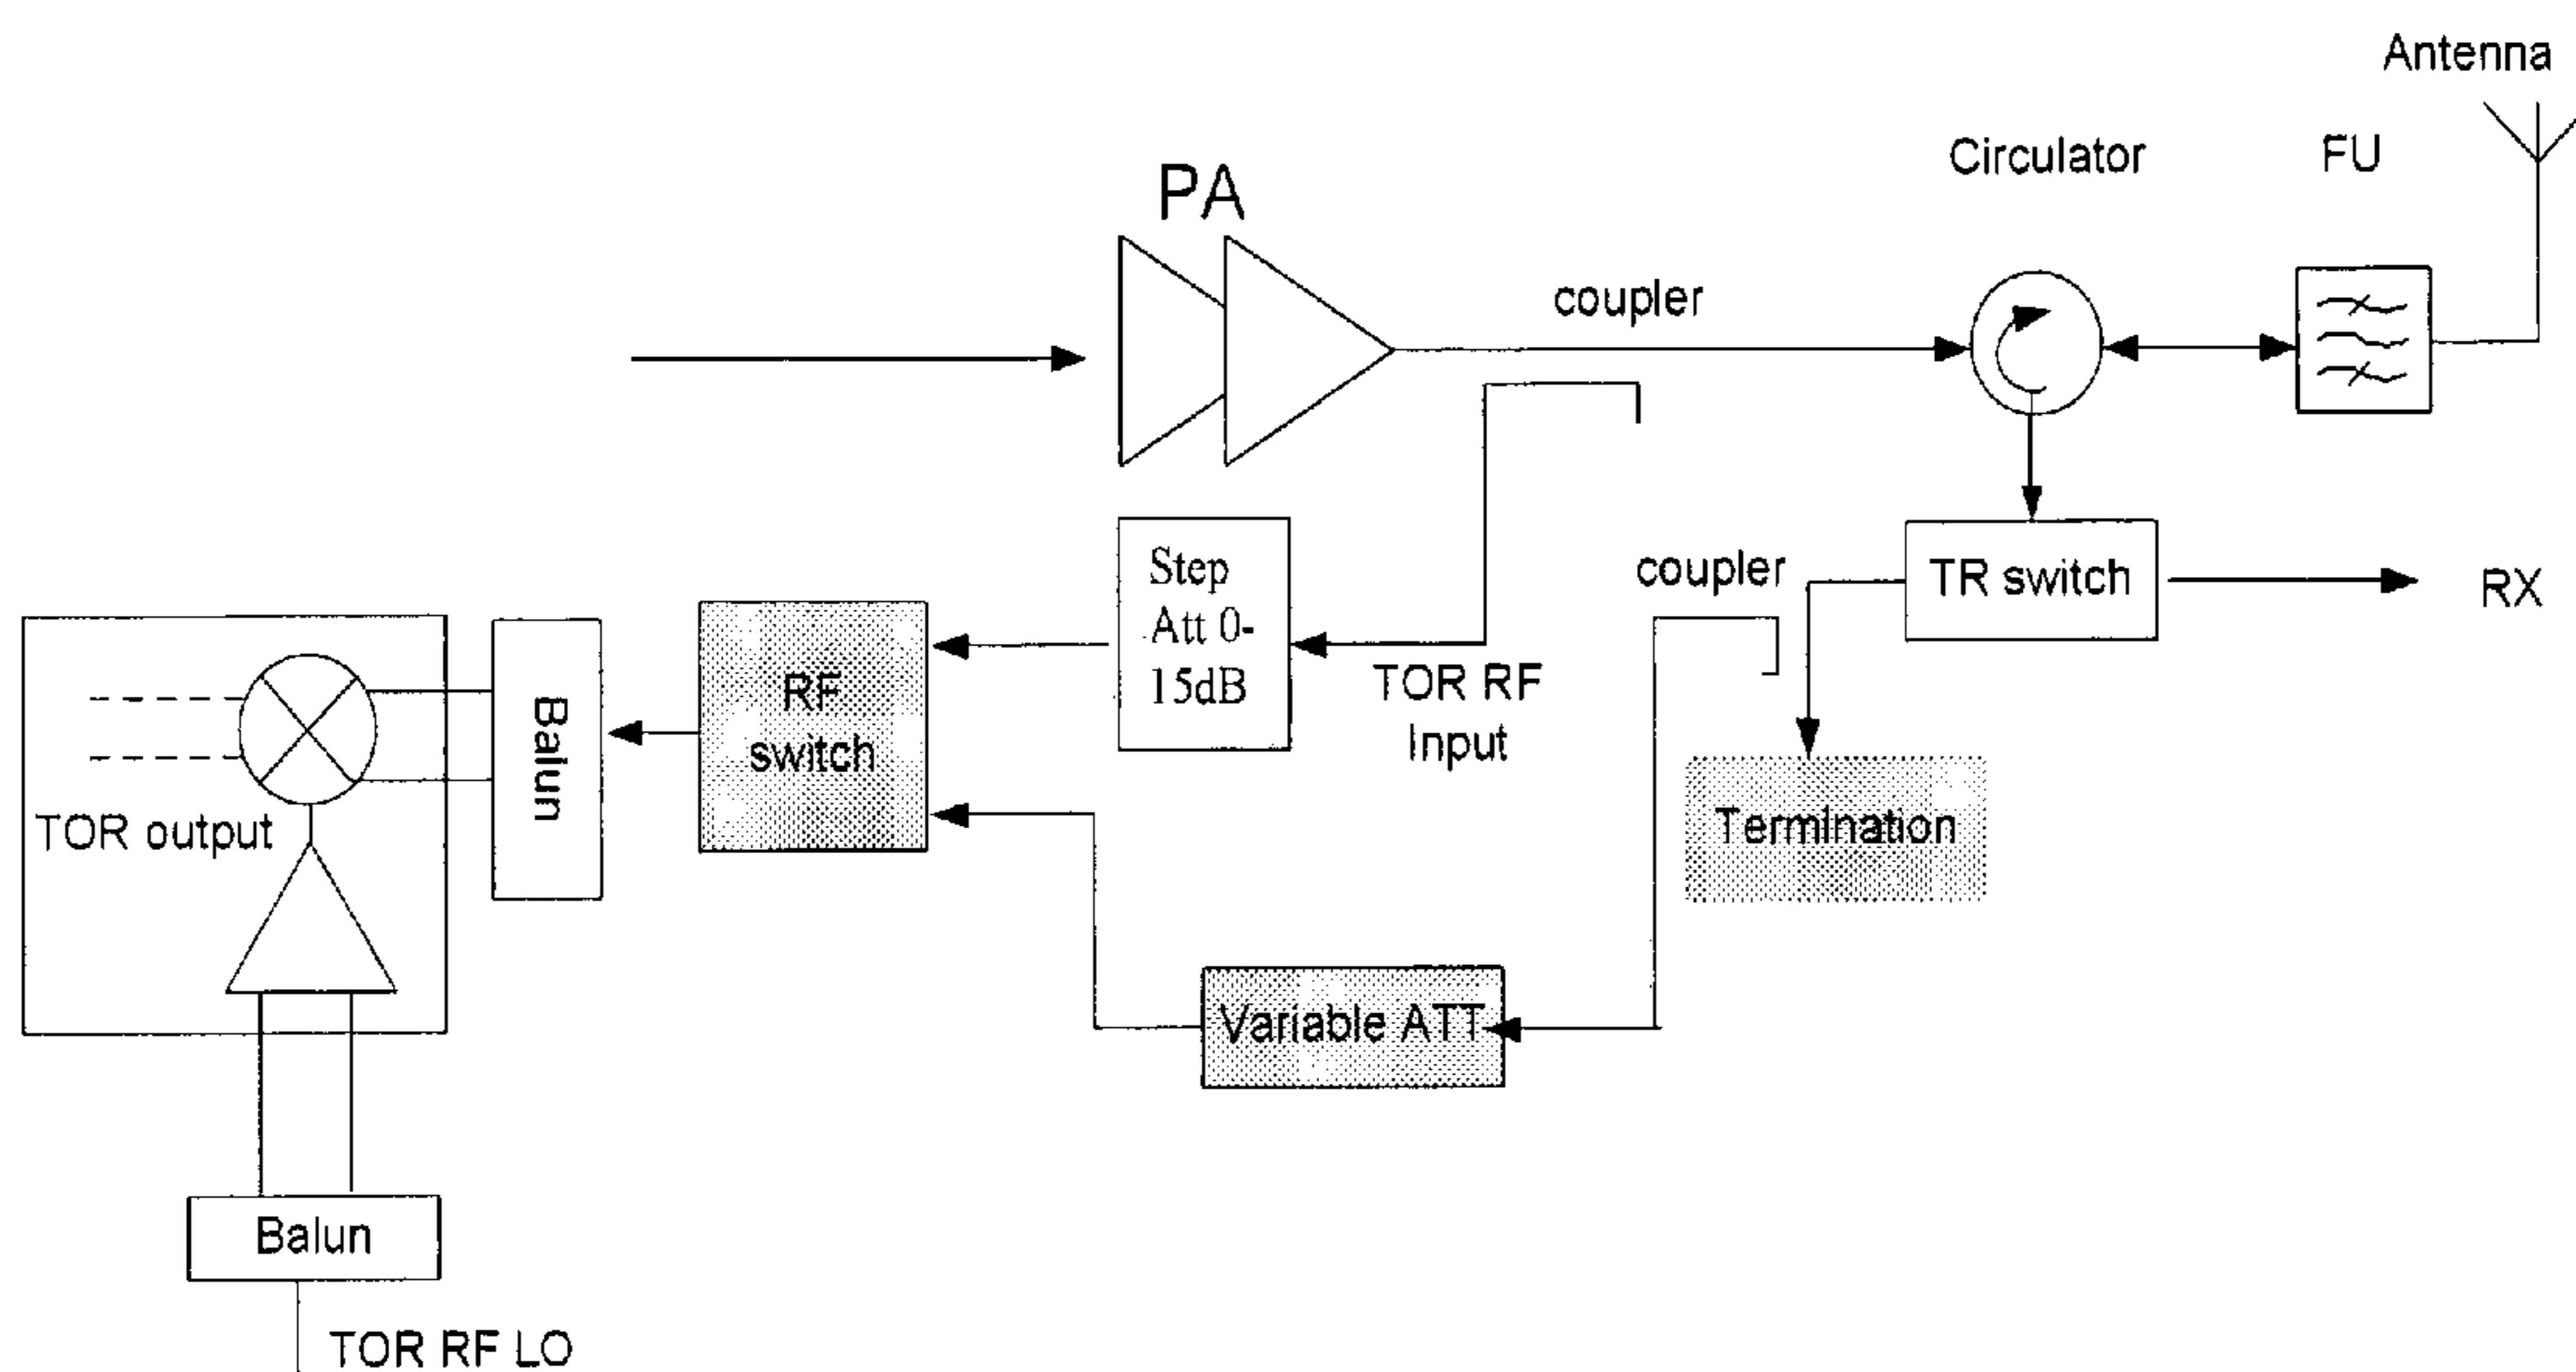 Antenna
Circulator
FU
PA
coupler
Step
Att 0-
15dB
coupler
TR switch
RX
TOR RF
Input
RF
switch
Balun
TOR output
Termination
Variable ATT
Balun
TOR RF LO